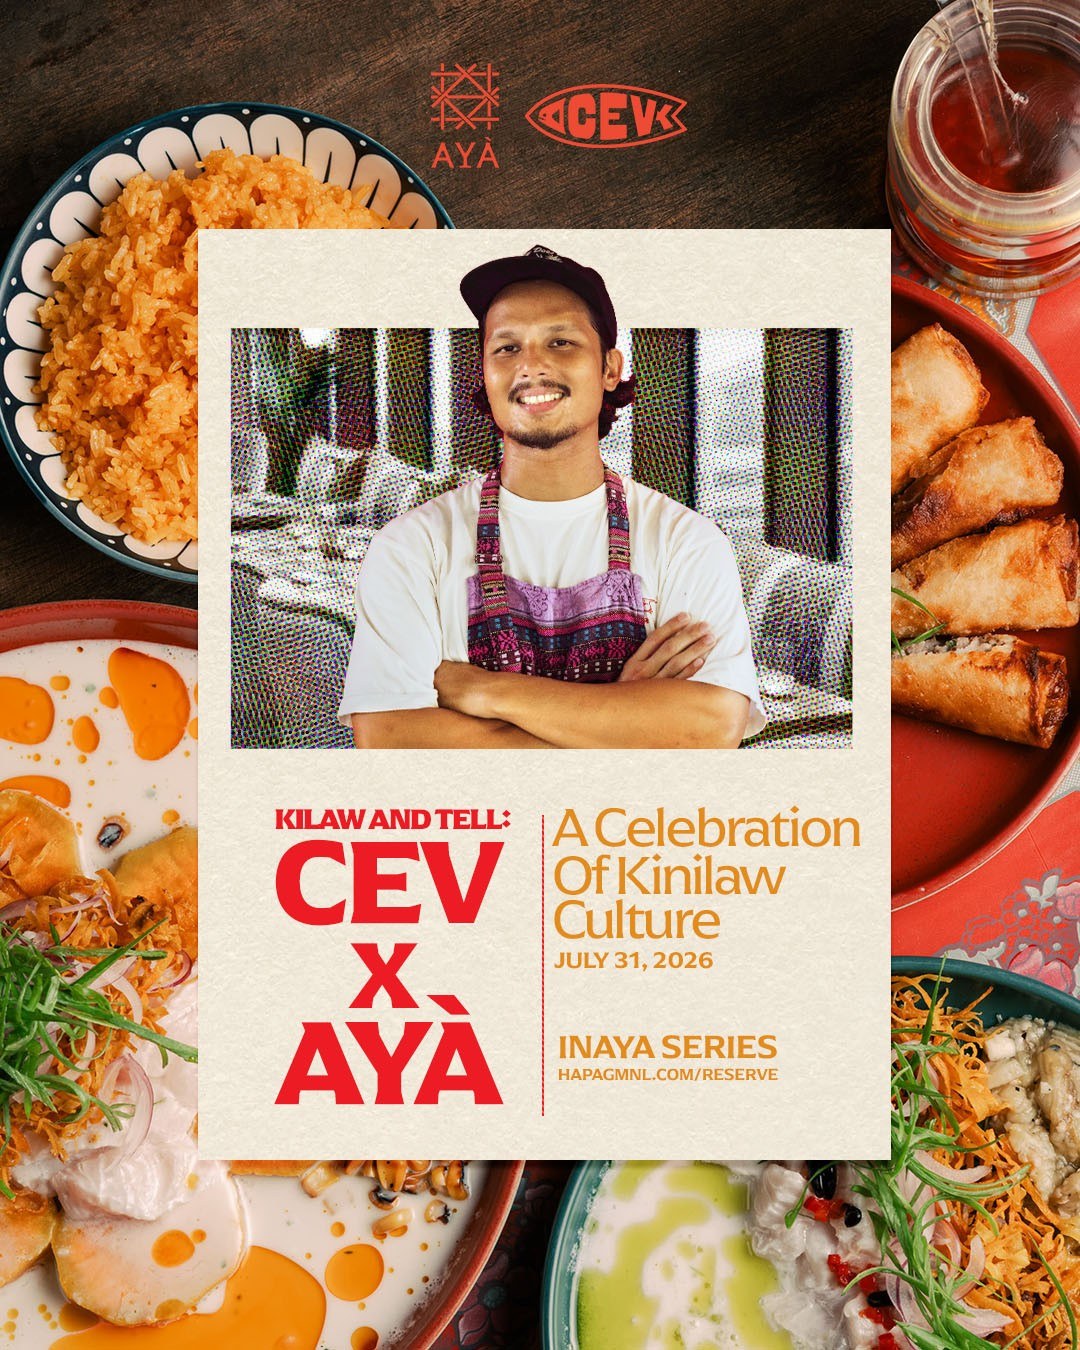 AYÀ
CEV
KILAW AND TELL:
CEV
X
AYÀ
A Celebration
Of Kinilaw
Culture
JULY 31, 2026
INAYA SERIES
HAPAGMNL.COM/RESERVE